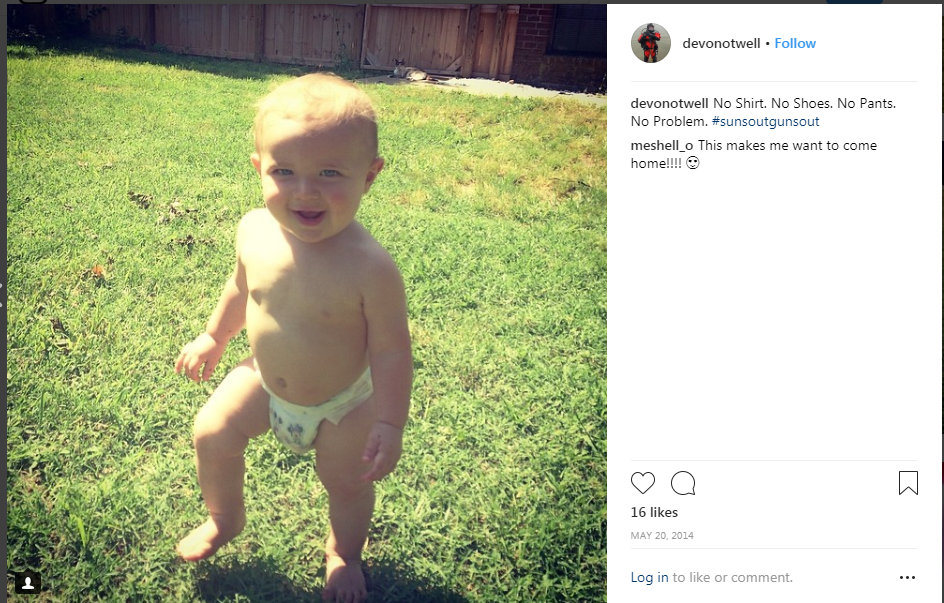 devonotwell • Follow
devonotwell No Shirt. No Shoes. No Pants.
No Problem. #sunsoutgunsout
meshell_o This makes me want to come
home!!!! 🙂
16 likes
MAY 20, 2014
Log in to like or comment.